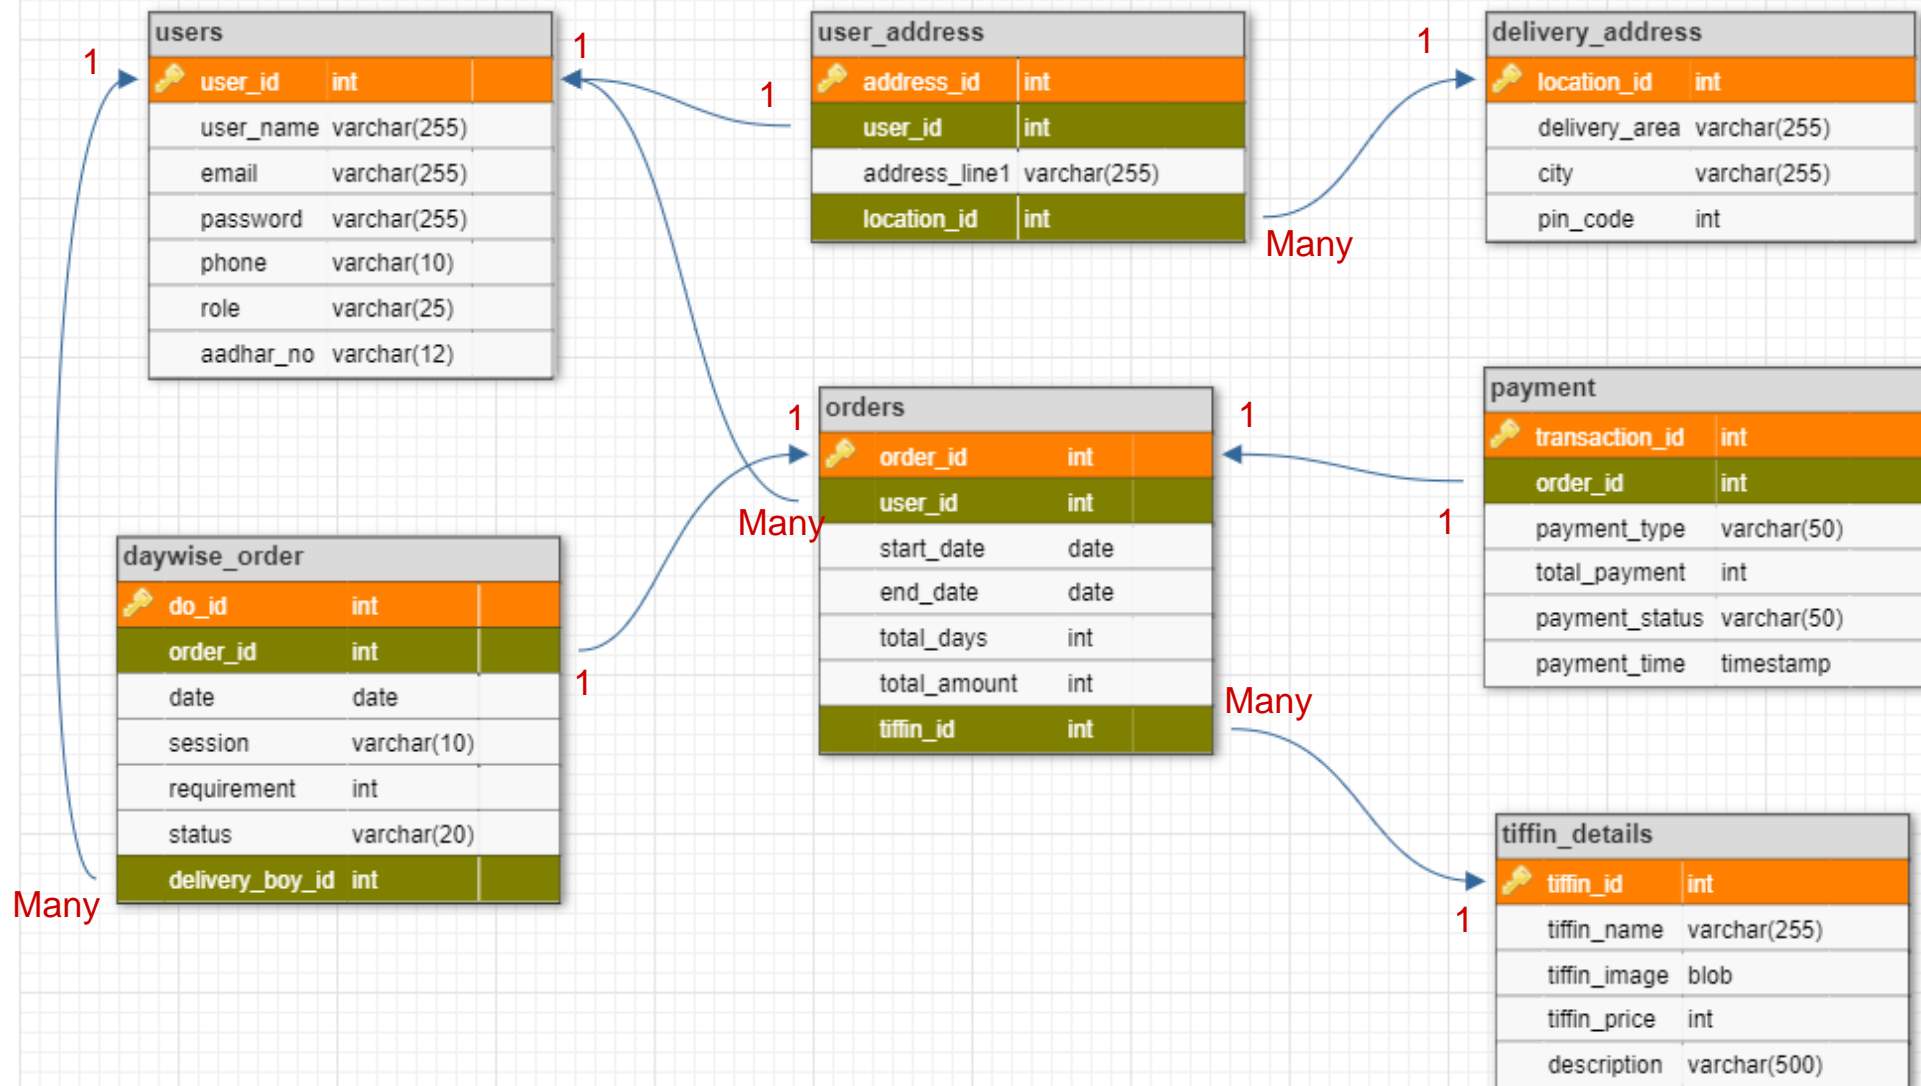 users
1
1
user_id int
user_name varchar(255)
email varchar(255)
password varchar(255)
phone varchar(10)
role varchar(25)
aadhar_no varchar(12)
user_address
1
address_id int
user_id int
address_line1 varchar(255)
location_id int
Many
delivery_address
1
location_id int
delivery_area varchar(255)
city varchar(255)
pin_code int
orders
1
1
order_id int
user_id int
Many
start_date date
end_date date
total_days int
total_amount int
tiffin_id int
Many
payment
transaction_id int
order_id int
1
payment_type varchar(50)
total_payment int
payment_status varchar(50)
payment_time timestamp
daywise_order
do_id int
order_id int
1
date date
session varchar(10)
requirement int
status varchar(20)
delivery_boy_id int
Many
tiffin_details
tiffin_id int
1
tiffin_name varchar(255)
tiffin_image blob
tiffin_price int
description varchar(500)